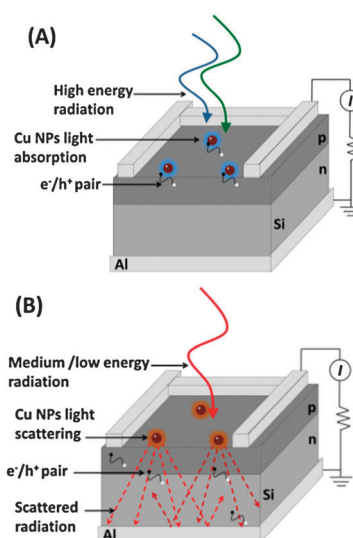 (A)
High energy
radiation
Cu NPs light
absorption
e⁻/h⁺ pair
I
p
n
Si
Al
(B)
Medium /low energy
radiation
Cu NPs light
scattering
e⁻/h⁺ pair
Scattered
radiation
I
p
n
Si
Al